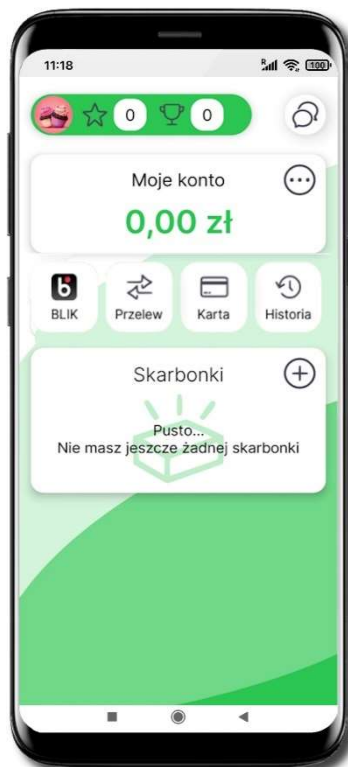 11:18
R
100
0
0
Moje konto
0,00 zł
b
BLIK
Przelew
Karta
Historia
Skarbonki
Pusto...
Nie masz jeszcze żadnej skarbonki